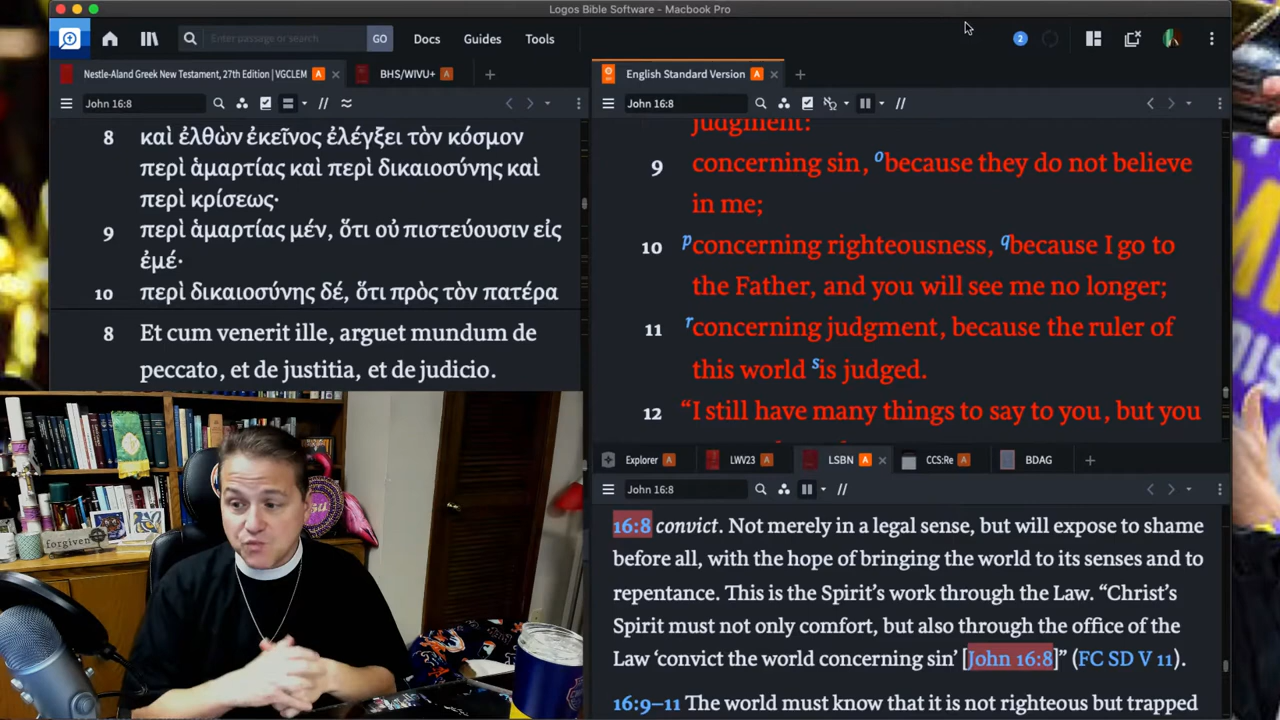 Logos Bible Software - Macbook Pro
Enter passage or search GO Docs Guides Tools 2
Nestle-Aland Greek New Testament, 27th Edition | VGCLEM A × BHS/WIVU+ A +
John 16:8
8 καὶ ἐλθὼν ἐκεῖνος ἐλέγξει τὸν κόσμον
περὶ ἁμαρτίας καὶ περὶ δικαιοσύνης καὶ
περὶ κρίσεως·
9 περὶ ἁμαρτίας μέν, ὅτι οὐ πιστεύουσιν εἰς
ἐμέ·
10 περὶ δικαιοσύνης δέ, ὅτι πρὸς τὸν πατέρα
8 Et cum venerit ille, arguet mundum de
peccato, et de justitia, et de judicio.
English Standard Version A × +
John 16:8
judgment:
9 concerning sin, o because they do not believe
in me;
10 p concerning righteousness, q because I go to
the Father, and you will see me no longer;
11 r concerning judgment, because the ruler of
this world s is judged.
12 “I still have many things to say to you, but you
Explorer A LWV23 A LSBN A × CCS:Re A BDAG +
John 16:8
16:8 convict. Not merely in a legal sense, but will expose to shame
before all, with the hope of bringing the world to its senses and to
repentance. This is the Spirit’s work through the Law. “Christ’s
Spirit must not only comfort, but also through the office of the
Law ‘convict the world concerning sin’ [John 16:8]” (FC SD V 11).
16:9–11 The world must know that it is not righteous but trapped
forgiven